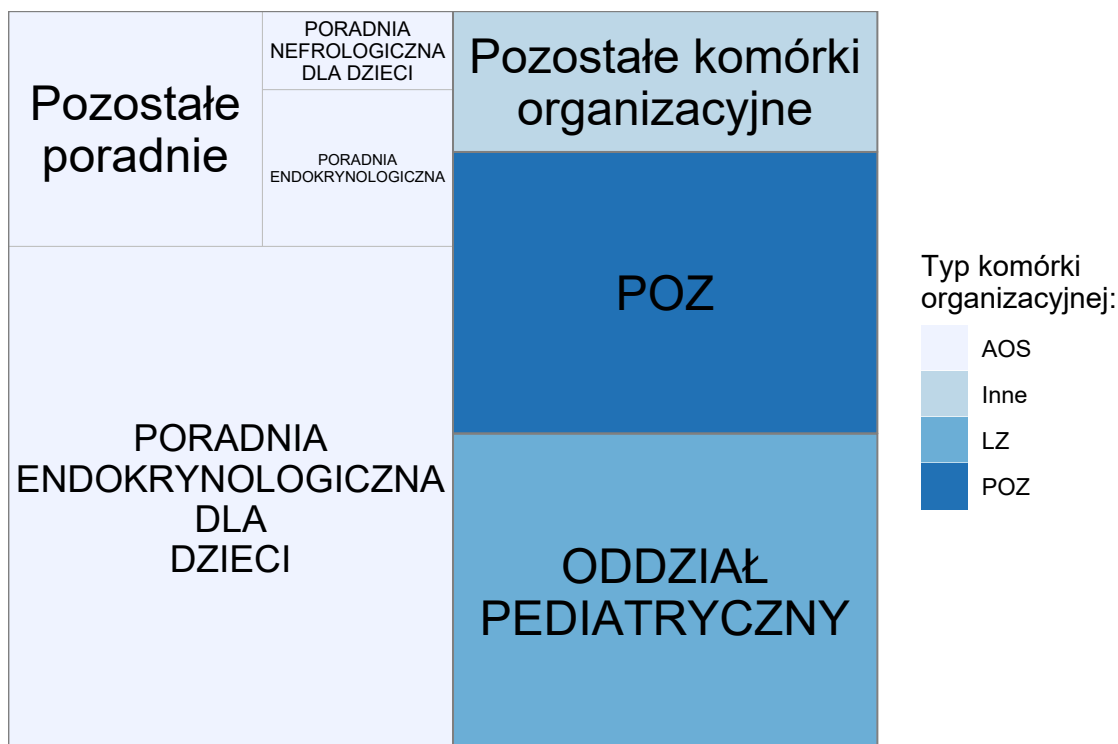 Pozostałe
poradnie
PORADNIA
NEFROLOGICZNA
DLA DZIECI
PORADNIA
ENDOKRYNOLOGICZNA
PORADNIA
ENDOKRYNOLOGICZNA
DLA
DZIECI
Pozostałe komórki
organizacyjne
POZ
ODDZIAŁ
PEDIATRYCZNY
Typ komórki
organizacyjnej:
AOS
Inne
LZ
POZ